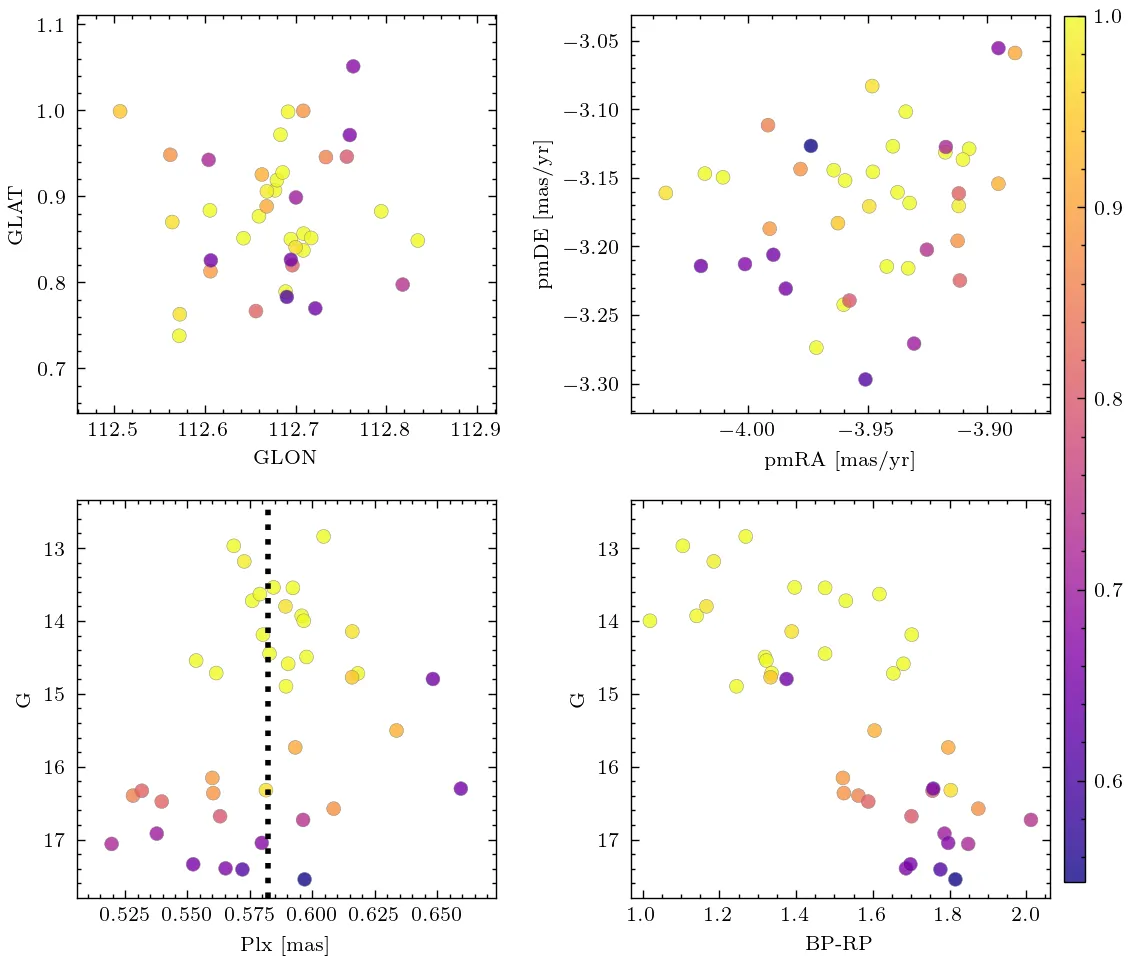 1.1
1.0
0.9
0.8
0.7
GLAT
112.5 112.6 112.7 112.8 112.9
GLON
−3.05
−3.10
−3.15
−3.20
−3.25
−3.30
pmDE [mas/yr]
−4.00 −3.95 −3.90
pmRA [mas/yr]
1.0
0.9
0.8
0.7
0.6
13
14
15
16
17
G
0.525 0.550 0.575 0.600 0.625 0.650
Plx [mas]
13
14
15
16
17
G
1.0 1.2 1.4 1.6 1.8 2.0
BP-RP